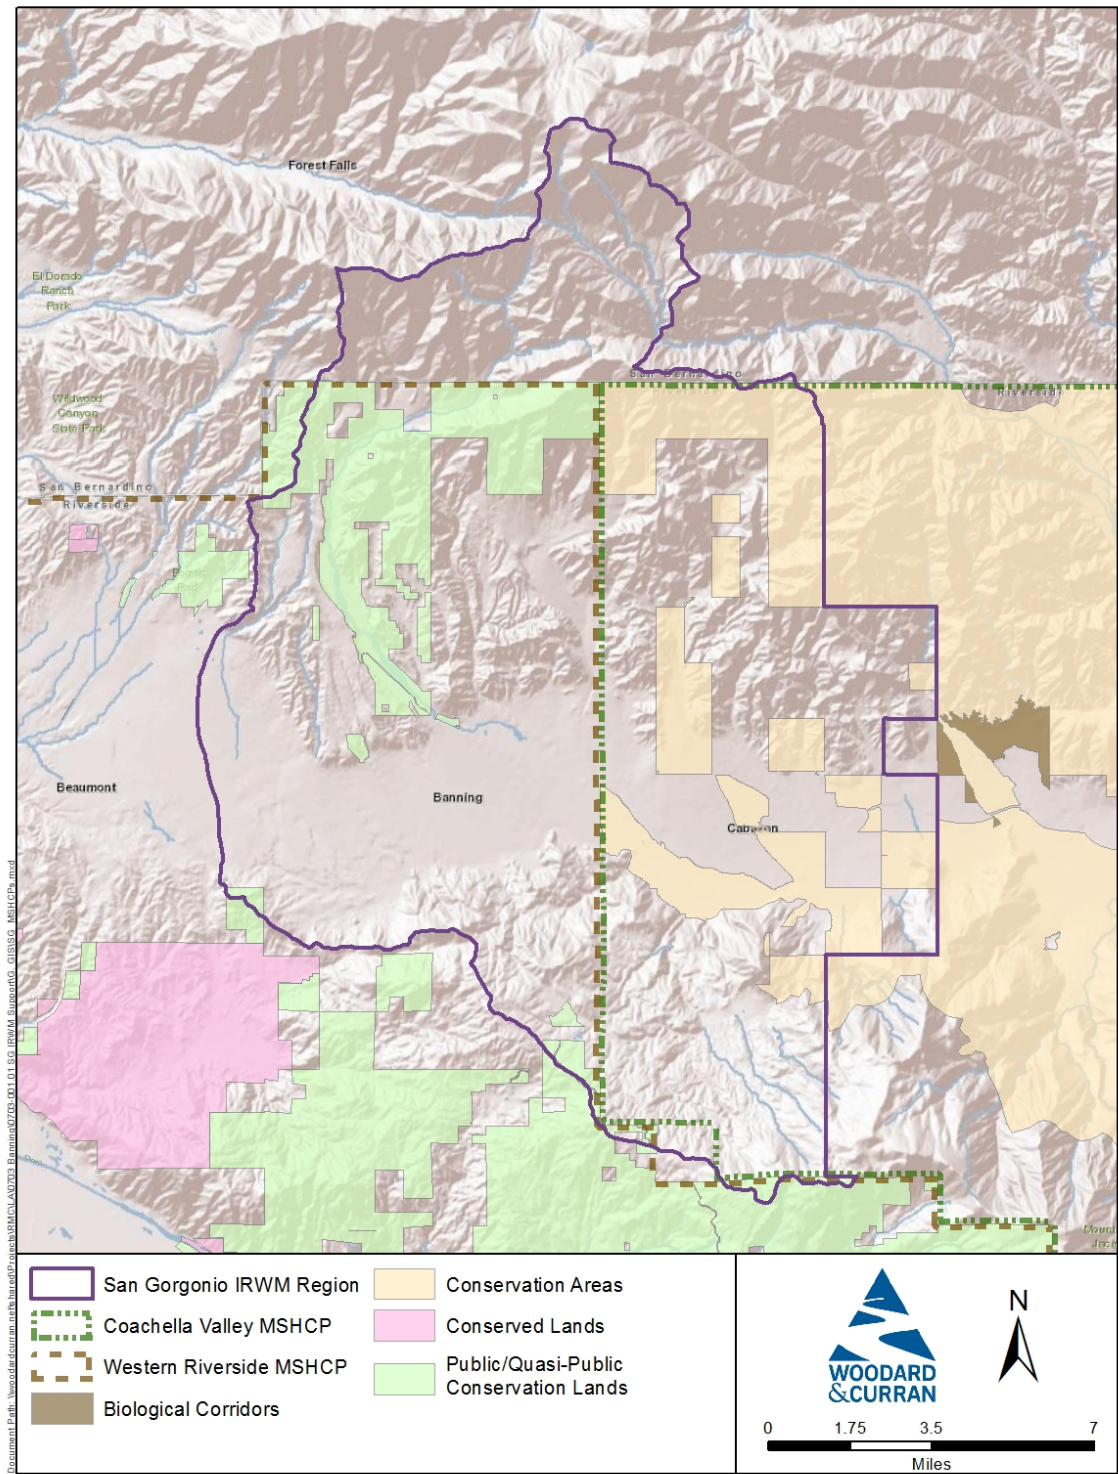 Forest Falls
El Dorado
Ranch
Park
San Bernardino
Riverside
Wildwood
Canyon
State Park
San Bernardino
Riverside
Beaumont
Banning
Cabazon
San Gorgonio IRWM Region
Coachella Valley MSHCP
Western Riverside MSHCP
Biological Corridors
Conservation Areas
Conserved Lands
Public/Quasi-Public
Conservation Lands
WOODARD
&CURRAN
N
0 1.75 3.5 7
Miles